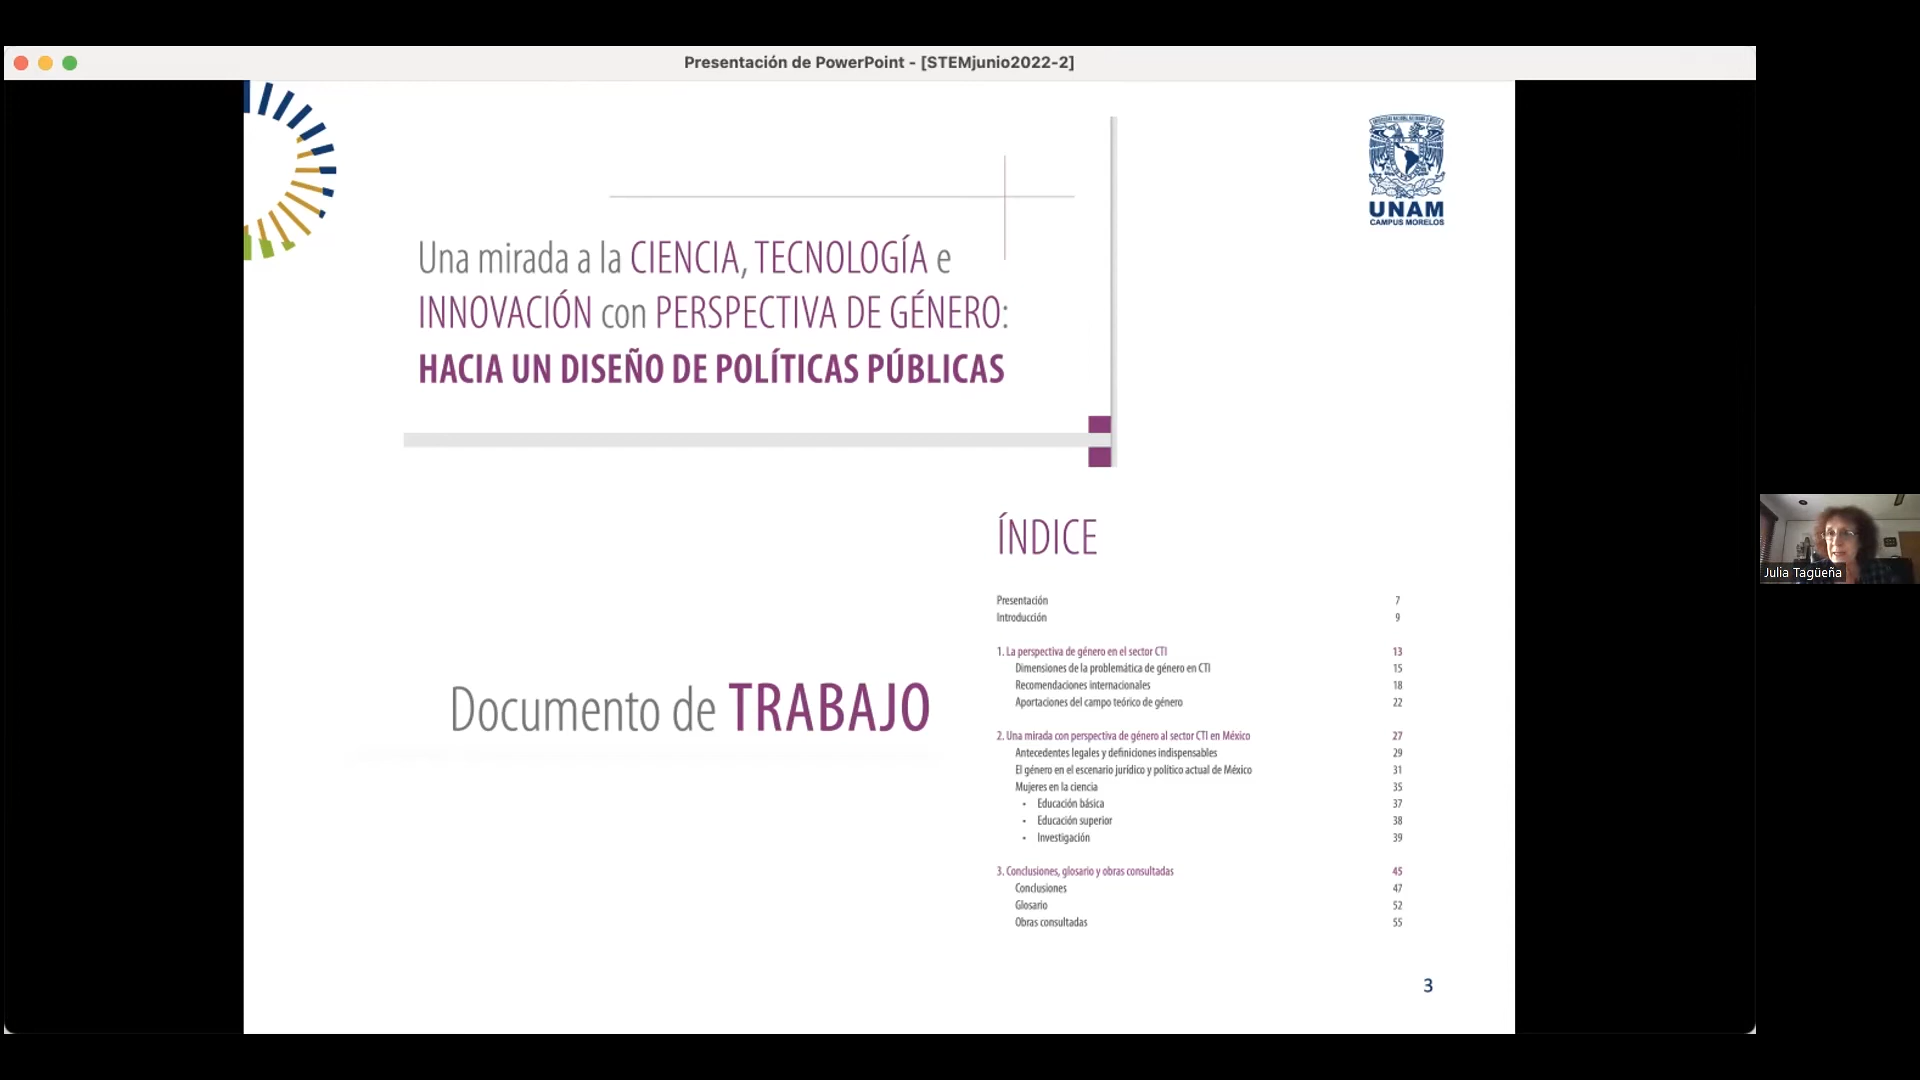 Presentación de PowerPoint - [STEMjunio2022-2]
UNAM
CAMPUS MORELOS
Una mirada a la CIENCIA, TECNOLOGÍA e
INNOVACIÓN con PERSPECTIVA DE GÉNERO:
HACIA UN DISEÑO DE POLÍTICAS PÚBLICAS
Documento de TRABAJO
ÍNDICE
Presentación 7
Introducción 9
1. La perspectiva de género en el sector CTI 13
Dimensiones de la problemática de género en CTI 15
Recomendaciones internacionales 18
Aportaciones del campo teórico de género 22
2. Una mirada con perspectiva de género al sector CTI en México 27
Antecedentes legales y definiciones indispensables 29
El género en el escenario jurídico y político actual de México 31
Mujeres en la ciencia 35
• Educación básica 37
• Educación superior 38
• Investigación 39
3. Conclusiones, glosario y obras consultadas 45
Conclusiones 47
Glosario 52
Obras consultadas 55
3
Julia Tagüeña